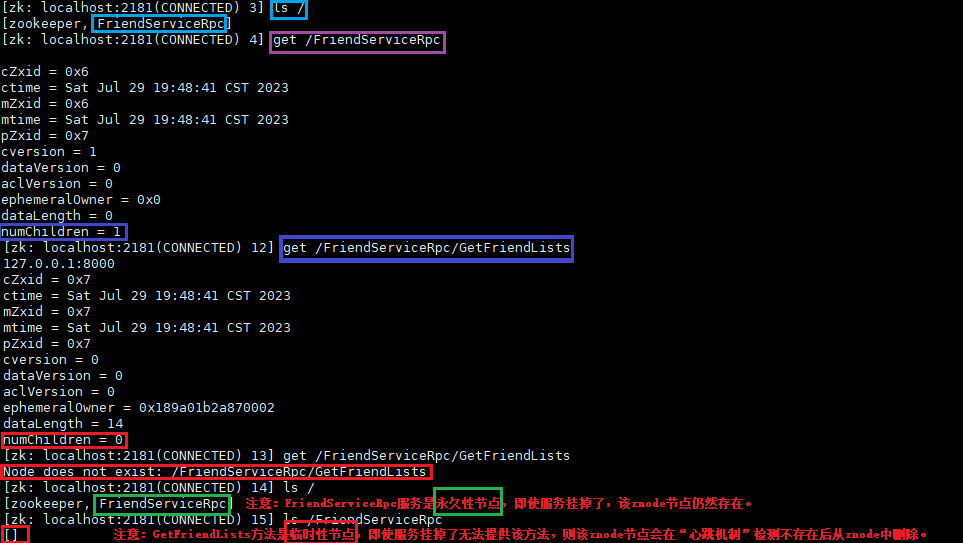 [zk: localhost:2181(CONNECTED) 3] ls /
[zookeeper, FriendServiceRpc]
[zk: localhost:2181(CONNECTED) 4] get /FriendServiceRpc
cZxid = 0x6
ctime = Sat Jul 29 19:48:41 CST 2023
mZxid = 0x6
mtime = Sat Jul 29 19:48:41 CST 2023
pZxid = 0x7
cversion = 1
dataVersion = 0
aclVersion = 0
ephemeralOwner = 0x0
dataLength = 0
numChildren = 1
[zk: localhost:2181(CONNECTED) 12] get /FriendServiceRpc/GetFriendLists
127.0.0.1:8000
cZxid = 0x7
ctime = Sat Jul 29 19:48:41 CST 2023
mZxid = 0x7
mtime = Sat Jul 29 19:48:41 CST 2023
pZxid = 0x7
cversion = 0
dataVersion = 0
aclVersion = 0
ephemeralOwner = 0x189a01b2a870002
dataLength = 14
numChildren = 0
[zk: localhost:2181(CONNECTED) 13] get /FriendServiceRpc/GetFriendLists
Node does not exist: /FriendServiceRpc/GetFriendLists
[zk: localhost:2181(CONNECTED) 14] ls /
[zookeeper, FriendServiceRpc] 注意：FriendServiceRpc服务是永久性节点，即使服务挂掉了，该znode节点仍然存在。
[zk: localhost:2181(CONNECTED) 15] ls /FriendServiceRpc
[] 注意：GetFriendLists方法是临时性节点，即使服务挂掉了无法提供该方法，则该znode节点会在“心跳机制”检测不存在后从znode中删除。